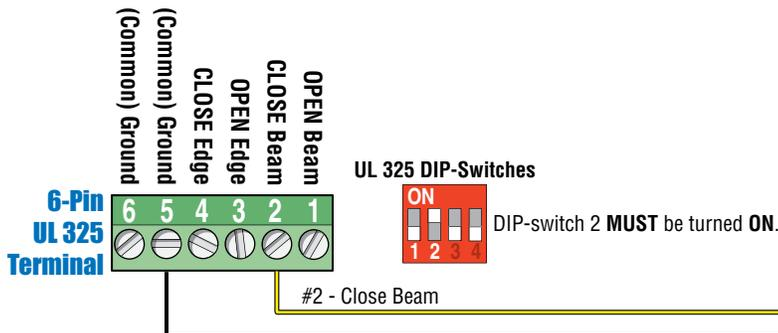 (Common) Ground
(Common) Ground
CLOSE Edge
OPEN Edge
CLOSE Beam
OPEN Beam
6-Pin
UL 325
Terminal
6 5 4 3 2 1
UL 325 DIP-Switches
ON
1 2 3 4
DIP-switch 2 MUST be turned ON.
#2 - Close Beam